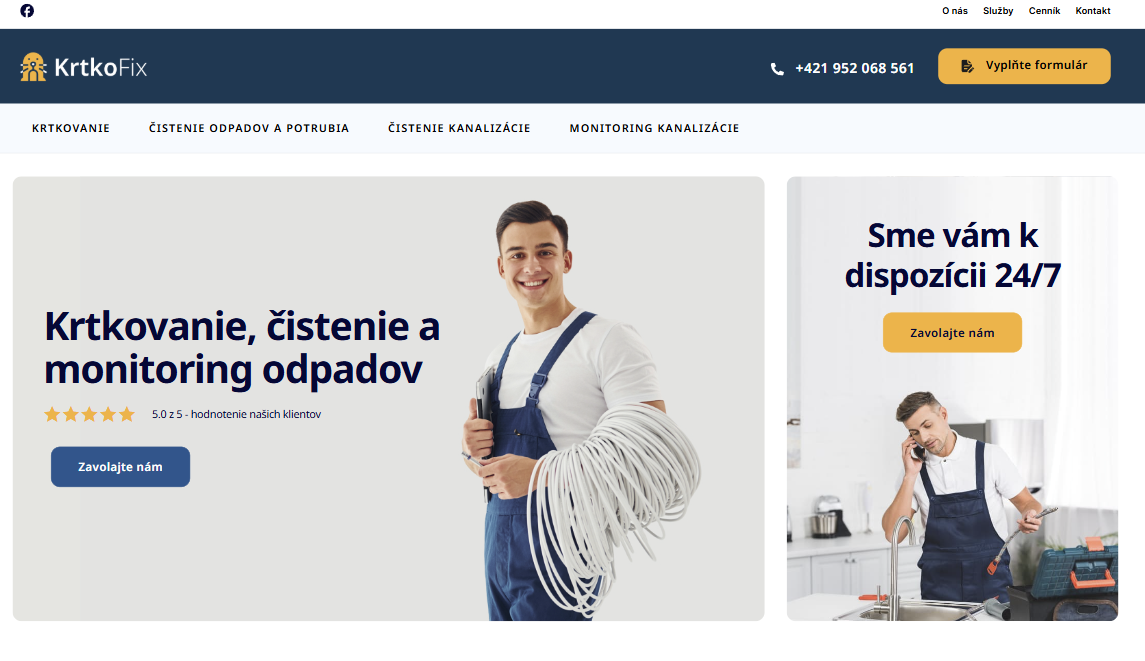 O nás Služby Cenník Kontakt
KrtkoFix
+421 952 068 561
Vyplňte formulár
KRTKOVANIE ČISTENIE ODPADOV A POTRUBIA ČISTENIE KANALIZÁCIE MONITORING KANALIZÁCIE
Krtkovanie, čistenie a
monitoring odpadov
5.0 z 5 - hodnotenie našich klientov
Zavolajte nám
Sme vám k
dispozícii 24/7
Zavolajte nám